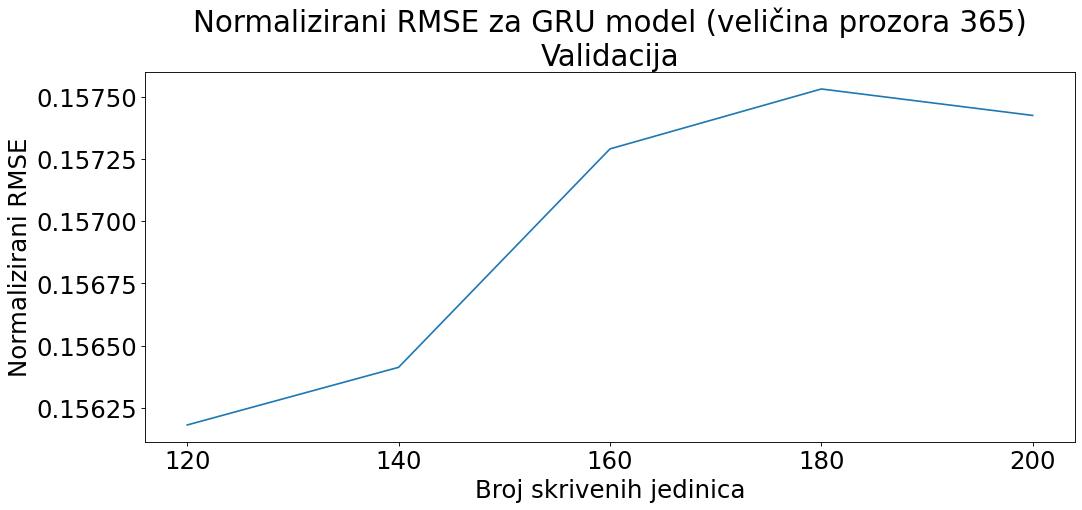 Normalizirani RMSE za GRU model (veličina prozora 365)
Validacija
Normalizirani RMSE
0.15750
0.15725
0.15700
0.15675
0.15650
0.15625
120 140 160 180 200
Broj skrivenih jedinica